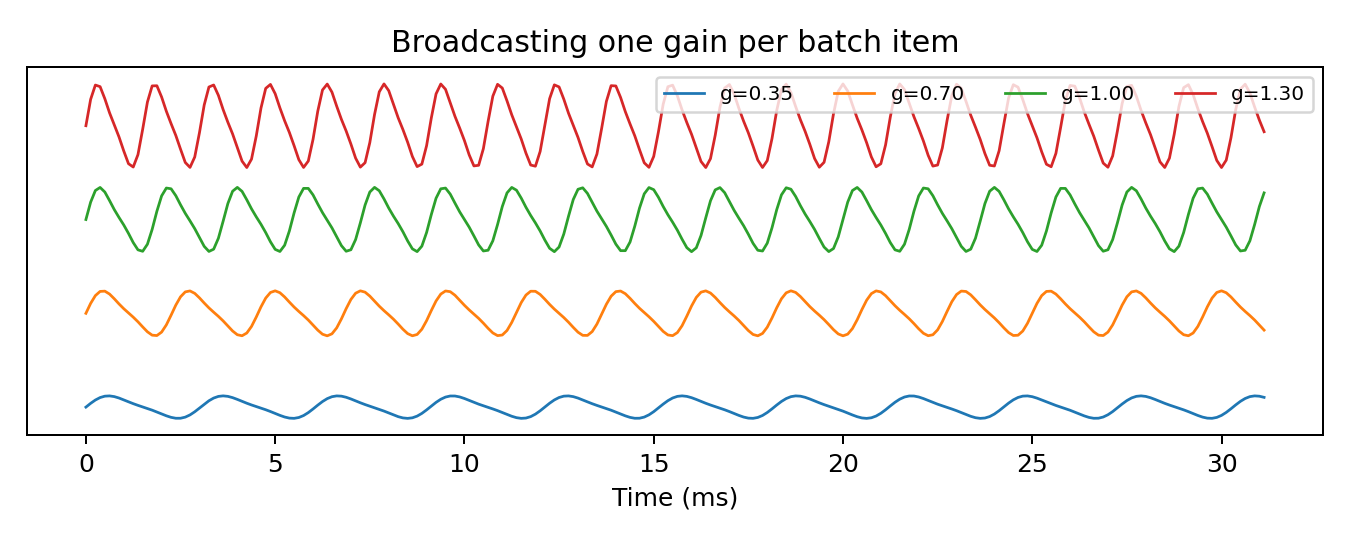 Broadcasting one gain per batch item
g=0.35 g=0.70 g=1.00 g=1.30
0 5 10 15 20 25 30
Time (ms)